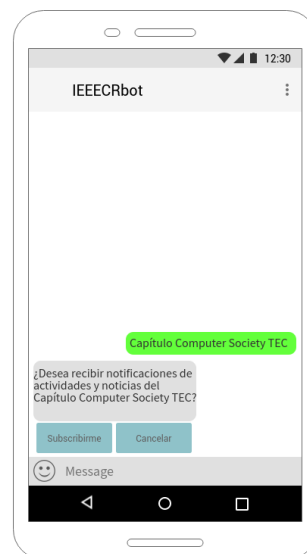 12:30
IEEECRbot
Capítulo Computer Society TEC
¿Desea recibir notificaciones de
actividades y noticias del
Capítulo Computer Society TEC?
Subscribirme
Cancelar
Message